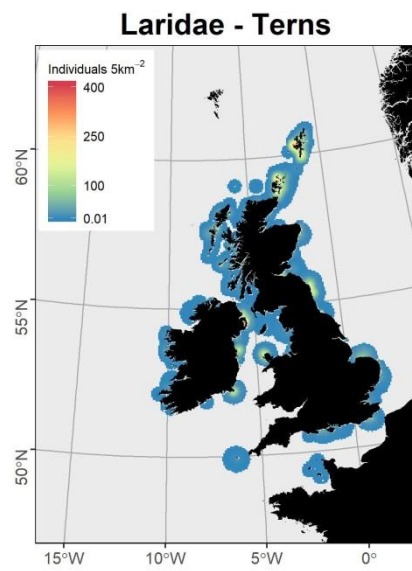 Laridae - Terns
Individuals 5km⁻²
400
250
100
0.01
60°N
55°N
50°N
15°W
10°W
5°W
0°